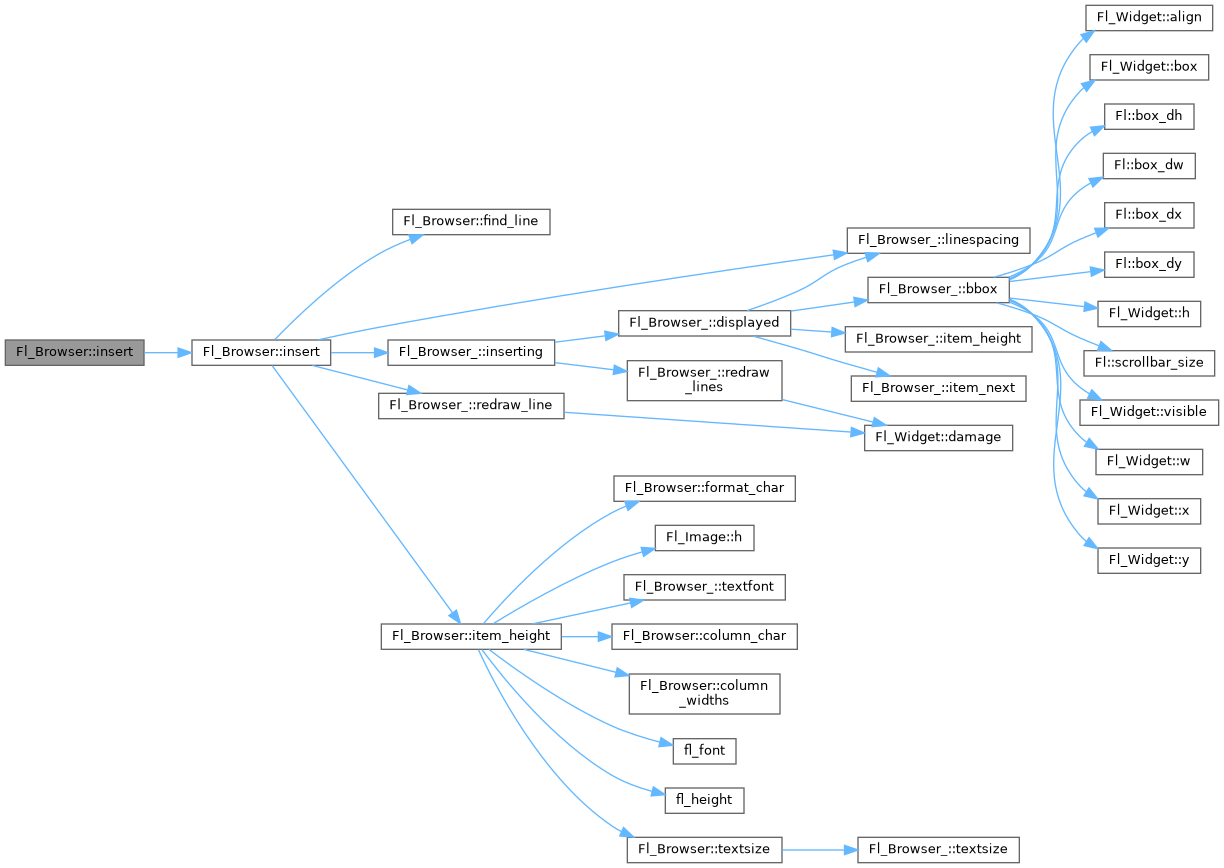 Fl_Widget::align
Fl_Widget::box
Fl::box_dh
Fl::box_dw
Fl::box_dx
Fl_Browser::find_line
Fl_Browser_::linespacing
Fl::box_dy
Fl_Browser_::bbox
Fl_Widget::h
Fl_Browser_::displayed
Fl_Browser_::item_height
Fl_Browser::insert
Fl_Browser::insert
Fl_Browser_::inserting
Fl::scrollbar_size
Fl_Browser_::redraw
_lines
Fl_Browser_::item_next
Fl_Browser_::redraw_line
Fl_Widget::visible
Fl_Widget::damage
Fl_Widget::w
Fl_Browser::format_char
Fl_Widget::x
Fl_Image::h
Fl_Widget::y
Fl_Browser_::textfont
Fl_Browser::item_height
Fl_Browser::column_char
Fl_Browser::column
_widths
fl_font
fl_height
Fl_Browser::textsize
Fl_Browser_::textsize